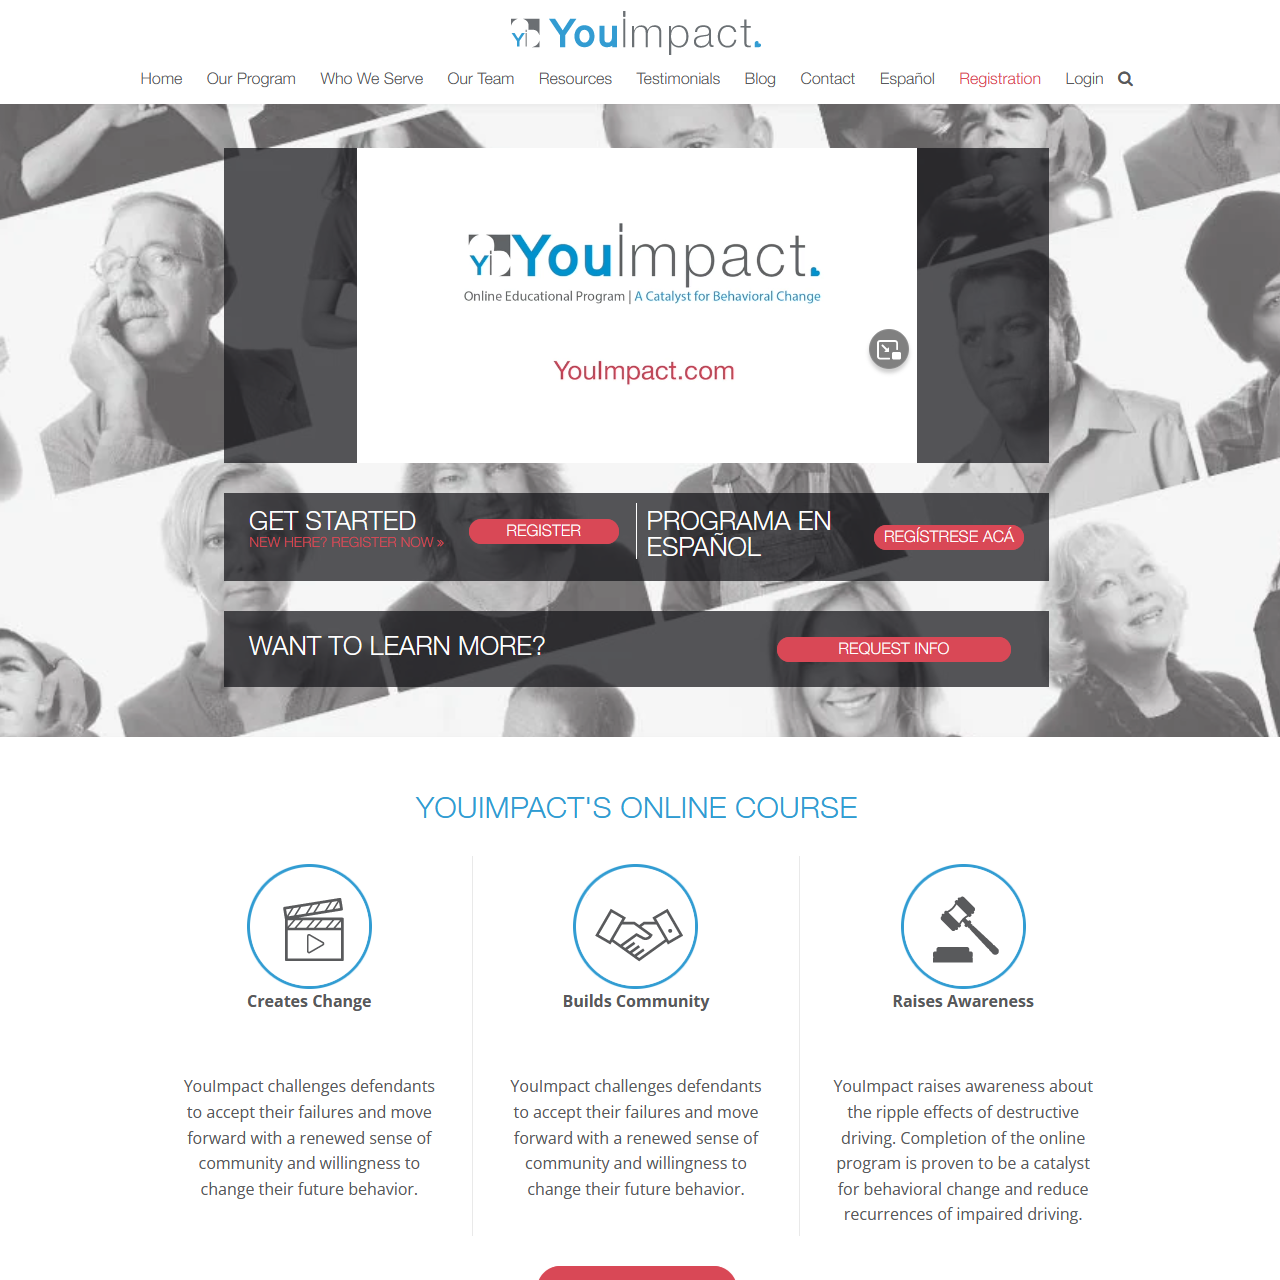 Yi YouImpact.
Home Our Program Who We Serve Our Team Resources Testimonials Blog Contact Español Registration Login
Yi YouImpact.
Online Educational Program | A Catalyst for Behavioral Change
YouImpact.com
GET STARTED
NEW HERE? REGISTER NOW »
REGISTER
PROGRAMA EN
ESPAÑOL
REGÍSTRESE ACÁ
WANT TO LEARN MORE?
REQUEST INFO
YOUIMPACT'S ONLINE COURSE
Creates Change
YouImpact challenges defendants
to accept their failures and move
forward with a renewed sense of
community and willingness to
change their future behavior.
Builds Community
YouImpact challenges defendants
to accept their failures and move
forward with a renewed sense of
community and willingness to
change their future behavior.
Raises Awareness
YouImpact raises awareness about
the ripple effects of destructive
driving. Completion of the online
program is proven to be a catalyst
for behavioral change and reduce
recurrences of impaired driving.